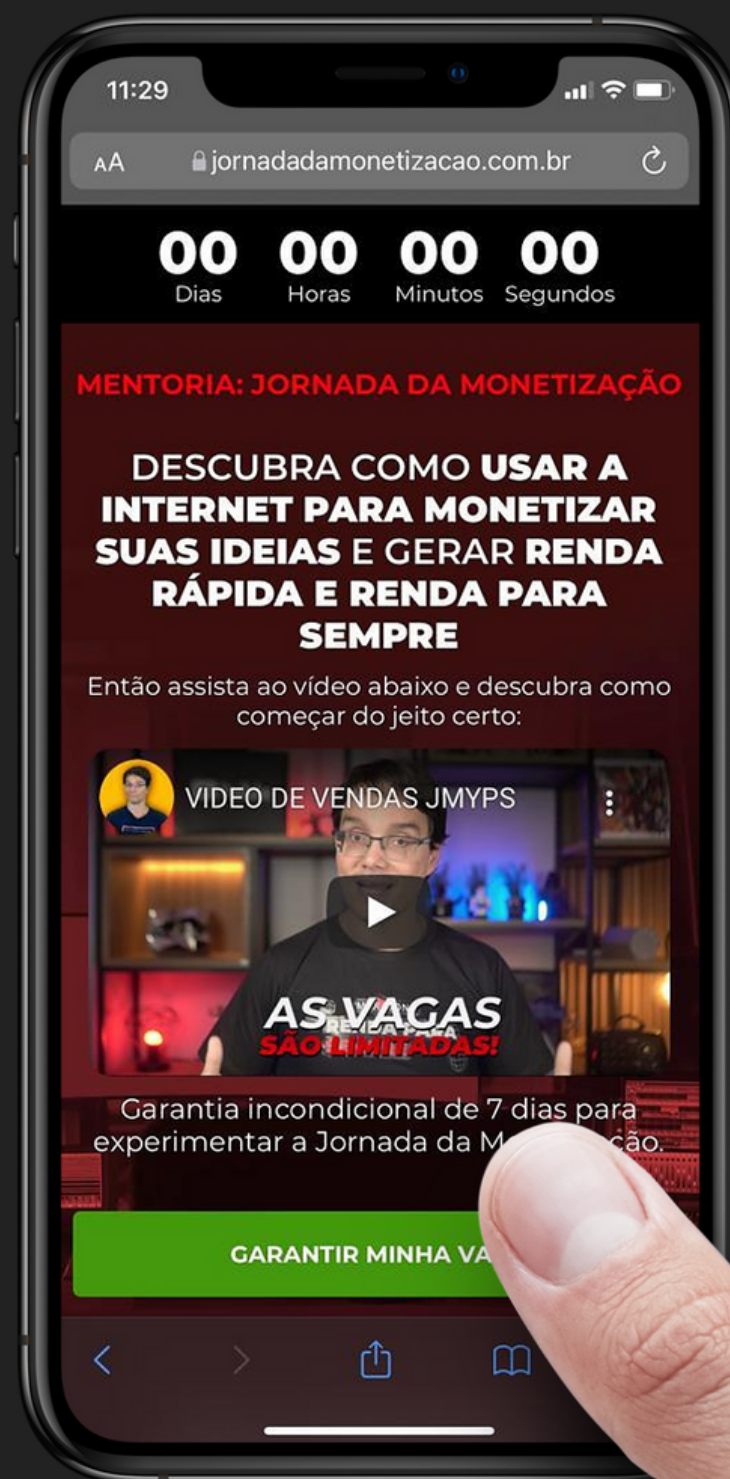 11:29
AA jornadadamonetizacao.com.br
00 00 00 00
Dias Horas Minutos Segundos
MENTORIA: JORNADA DA MONETIZAÇÃO
DESCUBRA COMO USAR A
INTERNET PARA MONETIZAR
SUAS IDEIAS E GERAR RENDA
RÁPIDA E RENDA PARA
SEMPRE
Então assista ao vídeo abaixo e descubra como
começar do jeito certo:
VIDEO DE VENDAS JMYPS
AS VAGAS
SÃO LIMITADAS!
Garantia incondicional de 7 dias para
experimentar a Jornada da M ção.
GARANTIR MINHA VA